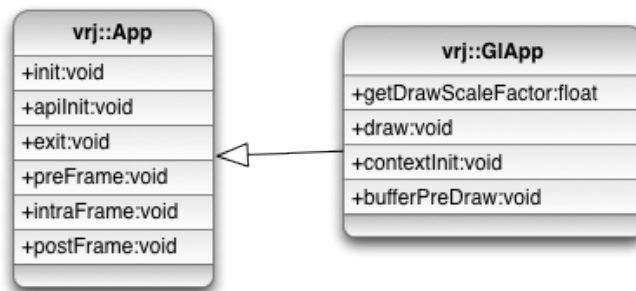 vrj::App
+init:void
+apiInit:void
+exit:void
+preFrame:void
+intraFrame:void
+postFrame:void
vrj::GlApp
+getDrawScaleFactor:float
+draw:void
+contextInit:void
+bufferPreDraw:void